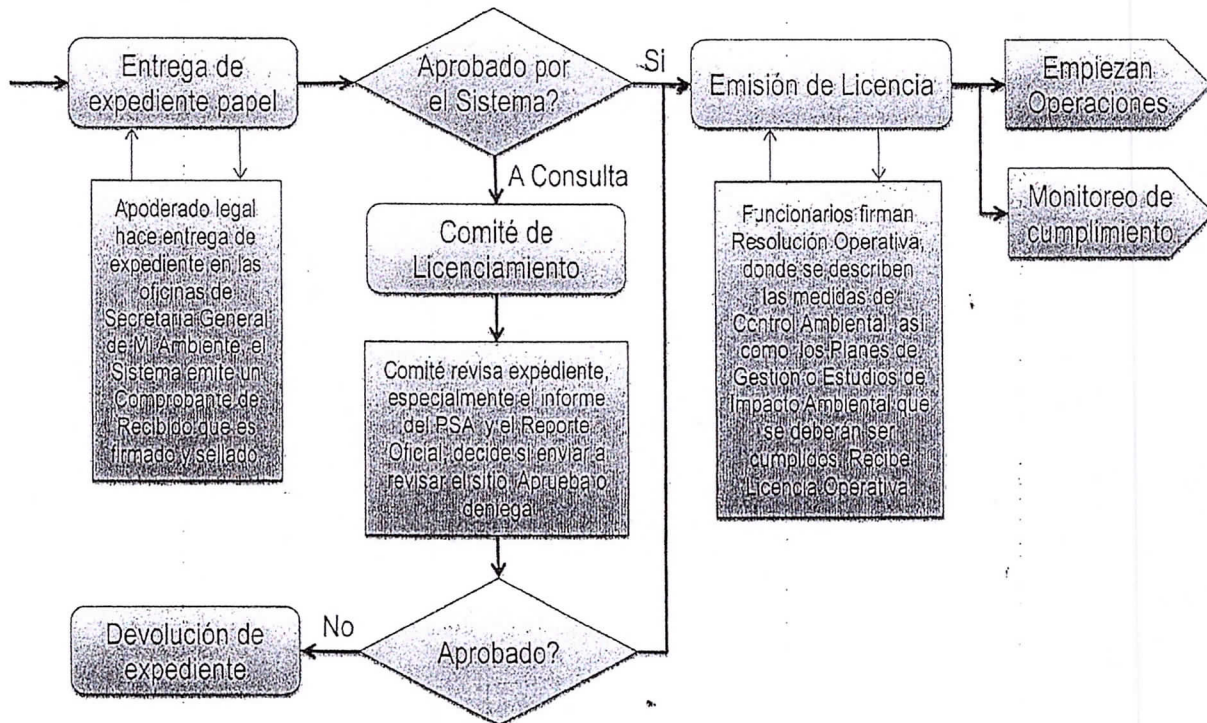 Entrega de
expediente papel
Aprobado por
el Sistema?
Si
Emisión de Licencia
Empiezan
Operaciones
Monitoreo de
cumplimiento
A Consulta
Apoderado legal
hace entrega de
expediente en las
oficinas de
Secretaría General
de Mi Ambiente, el
Sistema emite un
Comprobante de
Recibido que es
firmado y sellado
Comité de
Licenciamiento
Comité revisa expediente,
especialmente el informe
del PSA y el Reporte
Oficial, decide si enviar a
revisar el sitio. Aprueba o
deniega
Funcionarios firman
Resolución Operativa,
donde se describen
las medidas de
Control Ambiental, así
como los Planes de
Gestión o Estudios de
Impacto Ambiental que
se deberán ser
cumplidos. Recibe
Licencia Operativa
Aprobado?
No
Devolución de
expediente